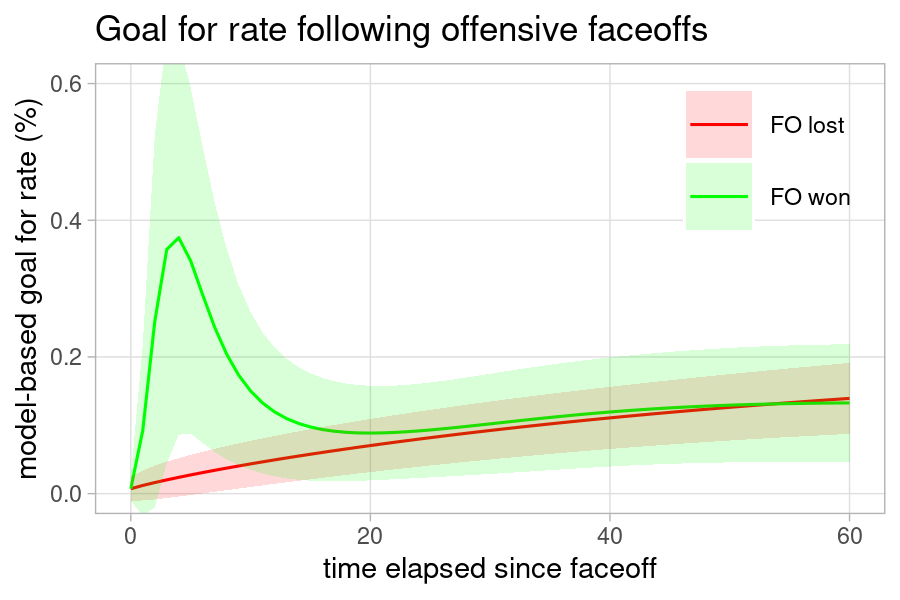 Goal for rate following offensive faceoffs
model-based goal for rate (%)
0.6
0.4
0.2
0.0
FO lost
FO won
0
20
40
60
time elapsed since faceoff